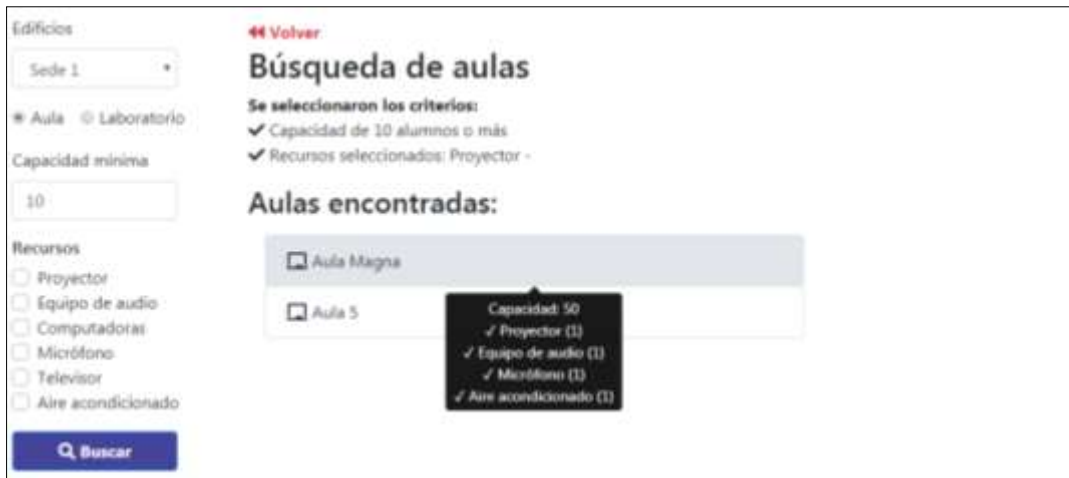 Edificios
Sede 1
Aula Laboratorio
Capacidad mínima
10
Recursos
Proyector
Equipo de audio
Computadoras
Micrófono
Televisor
Aire acondicionado
Buscar
Volver
Búsqueda de aulas
Se seleccionaron los criterios:
✔ Capacidad de 10 alumnos o más
✔ Recursos seleccionados: Proyector -
Aulas encontradas:
Aula Magna
Aula 5
Capacidad: 50
✓ Proyector (1)
✓ Equipo de audio (1)
✓ Micrófono (1)
✓ Aire acondicionado (1)